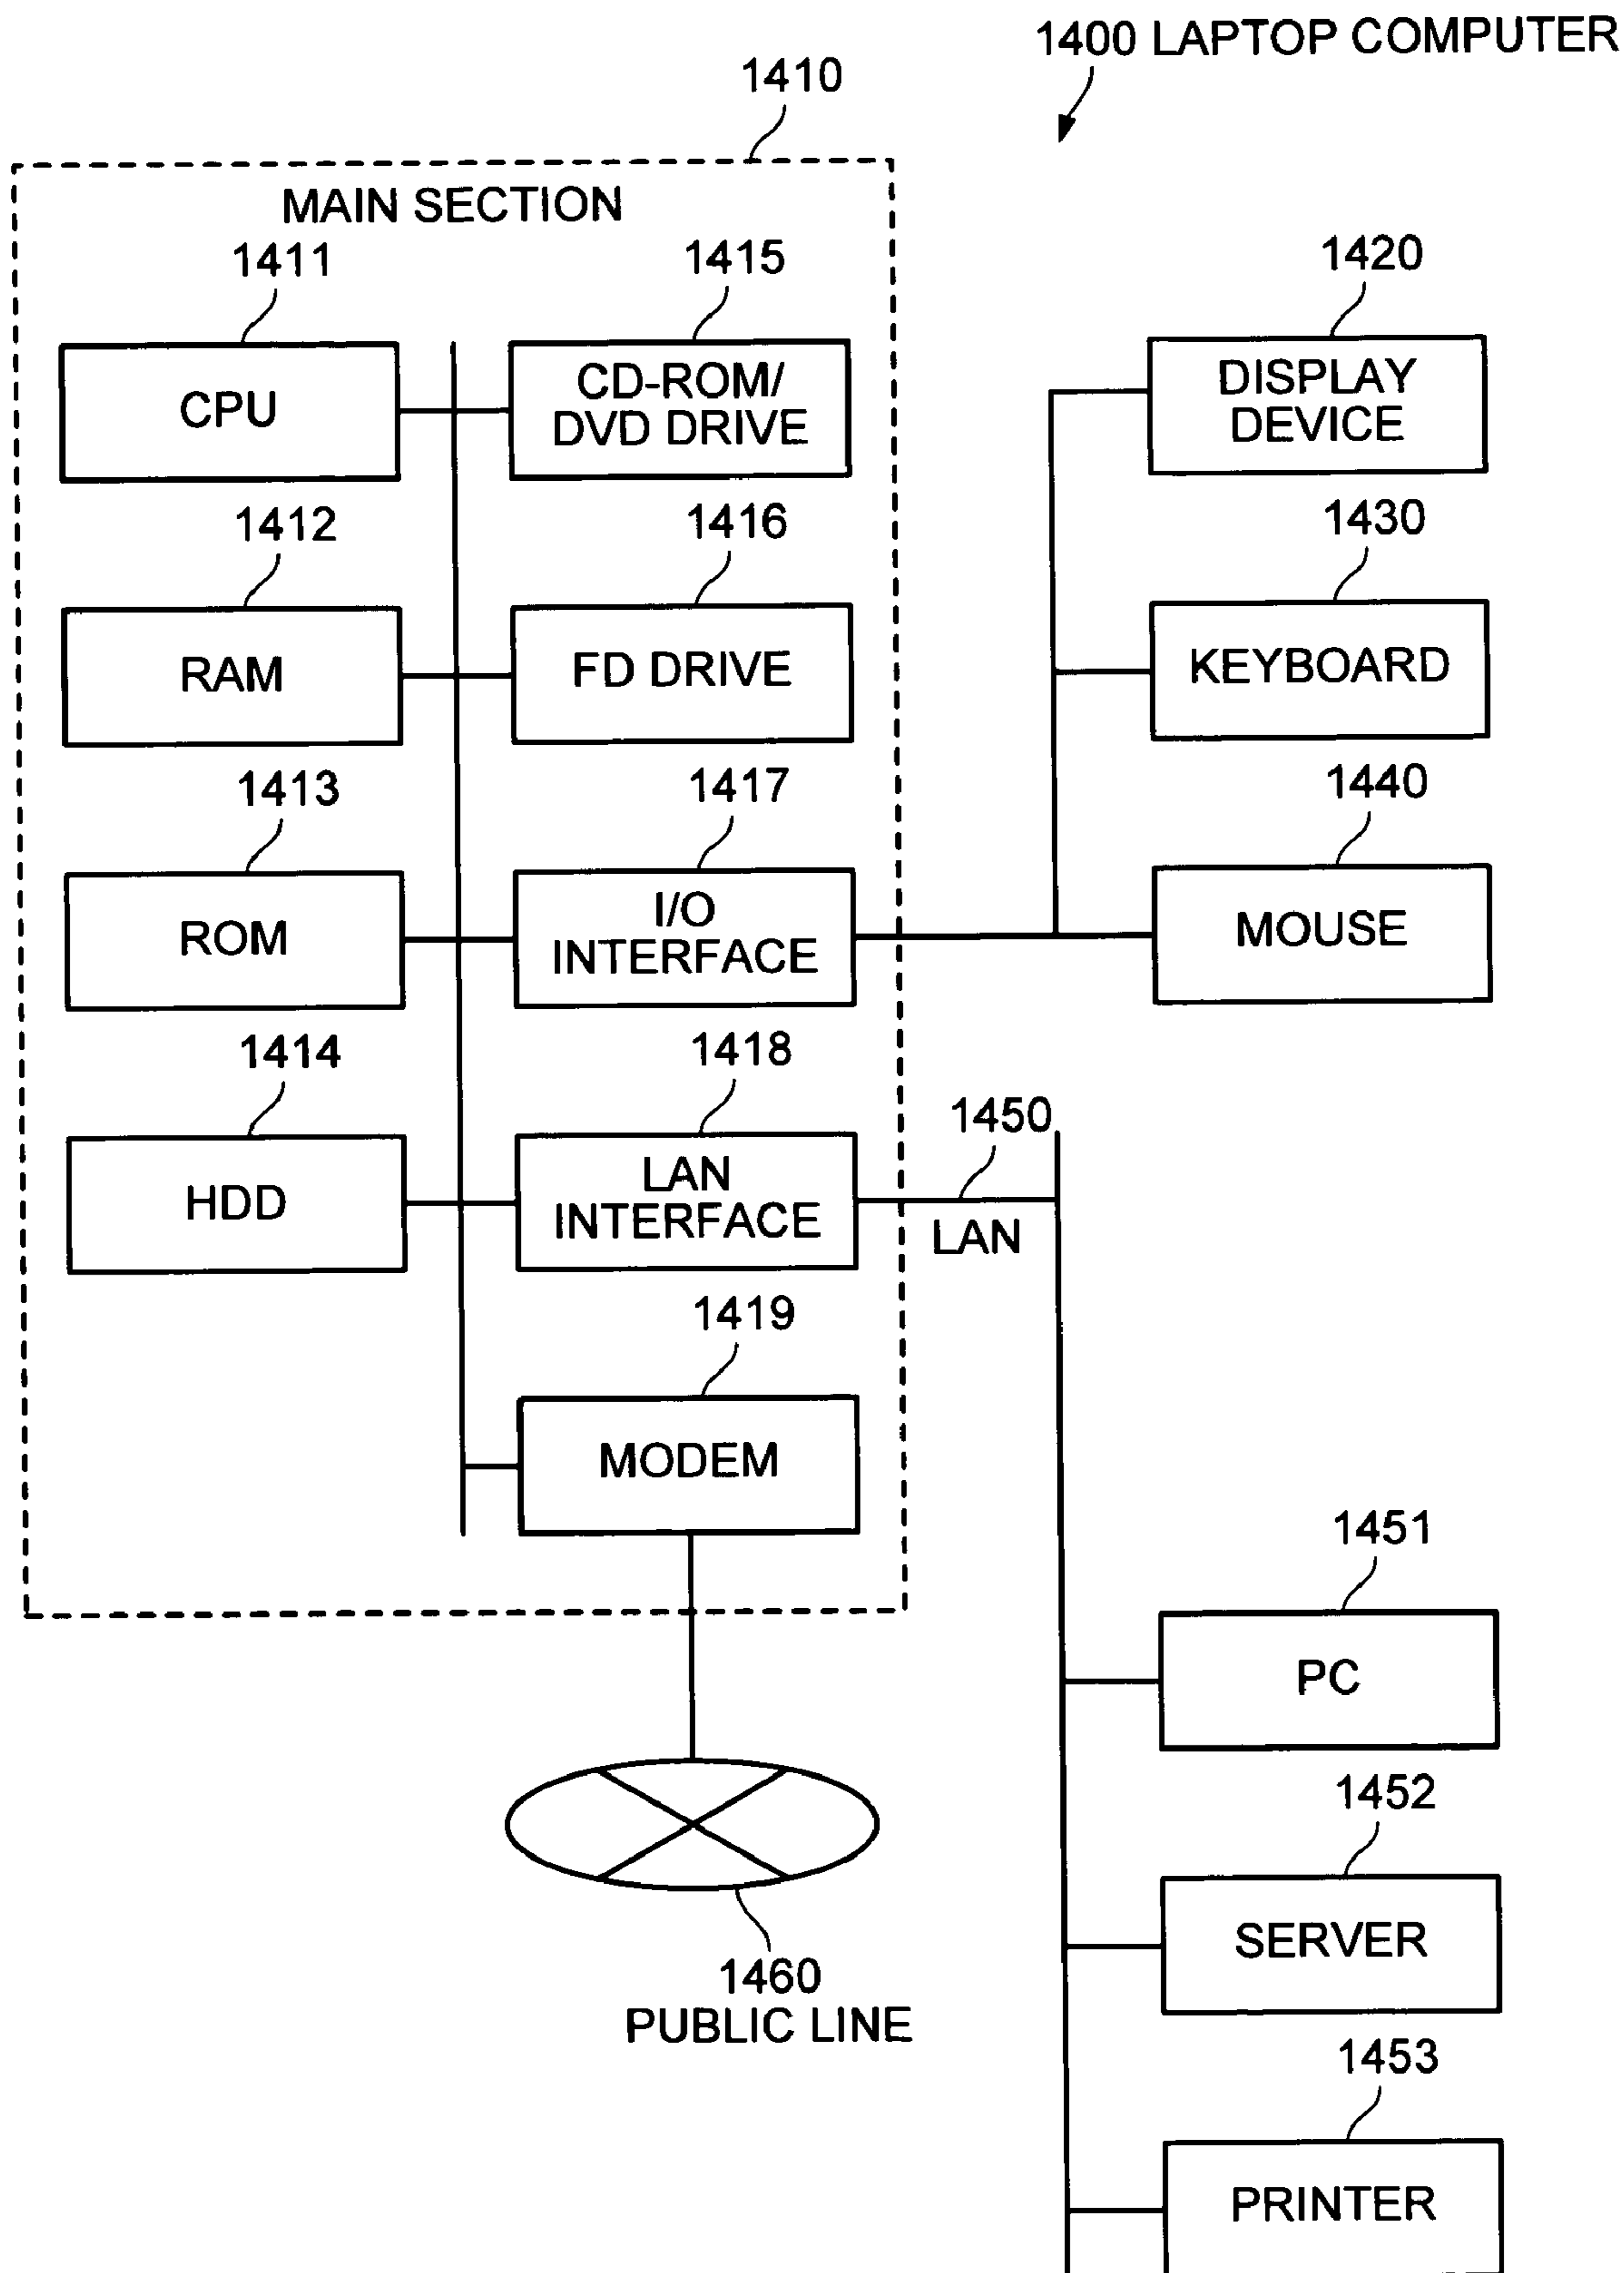 1400 LAPTOP COMPUTER
1410
MAIN SECTION
1411
CPU
1415
CD-ROM/
DVD DRIVE
1412
RAM
1416
FD DRIVE
1413
ROM
1417
I/O
INTERFACE
1414
HDD
1418
LAN
INTERFACE
1419
MODEM
1420
DISPLAY
DEVICE
1430
KEYBOARD
1440
MOUSE
1450
LAN
1451
PC
1452
SERVER
1453
PRINTER
1460
PUBLIC LINE